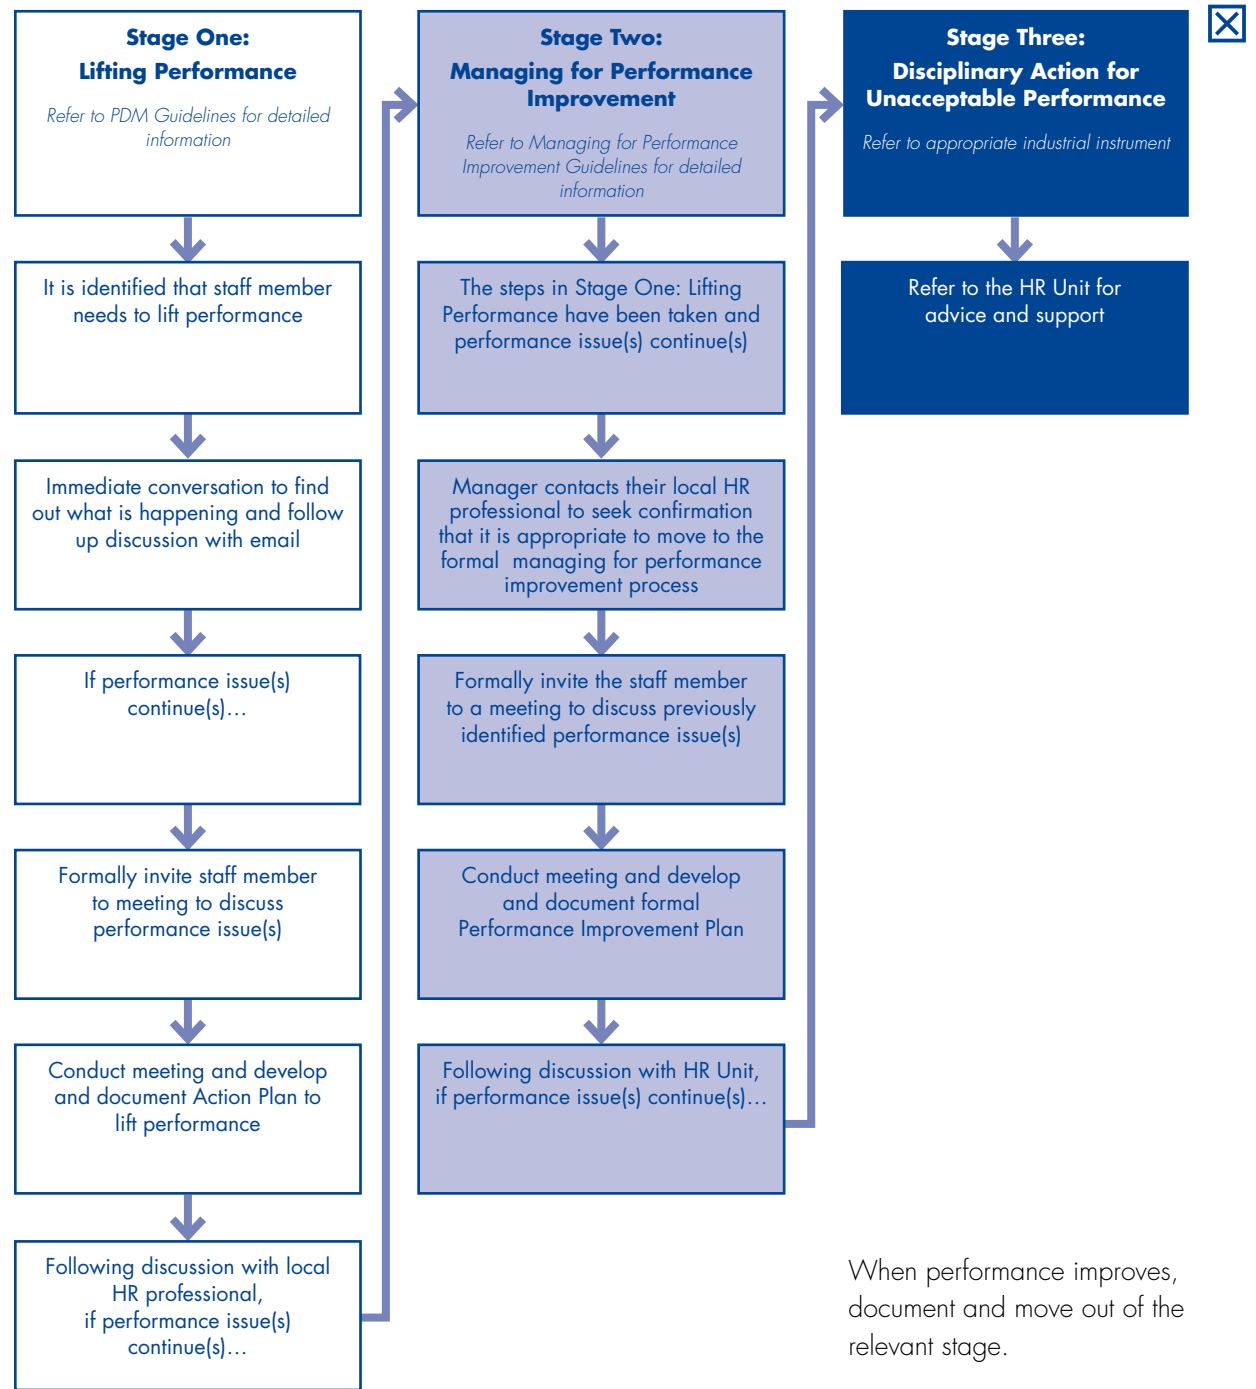 Stage One:
Lifting Performance
Refer to PDM Guidelines for detailed
information
It is identified that staff member
needs to lift performance
Immediate conversation to find
out what is happening and follow
up discussion with email
If performance issue(s)
continue(s)…
Formally invite staff member
to meeting to discuss
performance issue(s)
Conduct meeting and develop
and document Action Plan to
lift performance
Following discussion with local
HR professional,
if performance issue(s)
continue(s)…
Stage Two:
Managing for Performance
Improvement
Refer to Managing for Performance
Improvement Guidelines for detailed
information
The steps in Stage One: Lifting
Performance have been taken and
performance issue(s) continue(s)
Manager contacts their local HR
professional to seek confirmation
that it is appropriate to move to the
formal managing for performance
improvement process
Formally invite the staff member
to a meeting to discuss previously
identified performance issue(s)
Conduct meeting and develop
and document formal
Performance Improvement Plan
Following discussion with HR Unit,
if performance issue(s) continue(s)…
Stage Three:
Disciplinary Action for
Unacceptable Performance
Refer to appropriate industrial instrument
Refer to the HR Unit for
advice and support
When performance improves,
document and move out of the
relevant stage.